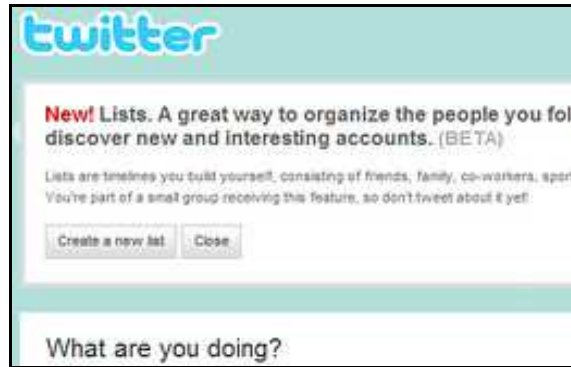 twitter
New! Lists. A great way to organize the people you fol
discover new and interesting accounts. (BETA)
Lists are timelines you build yourself, consisting of friends, family, co-workers, sport
You're part of a small group receiving this feature, so don't tweet about it yet!
Create a new list Close
What are you doing?